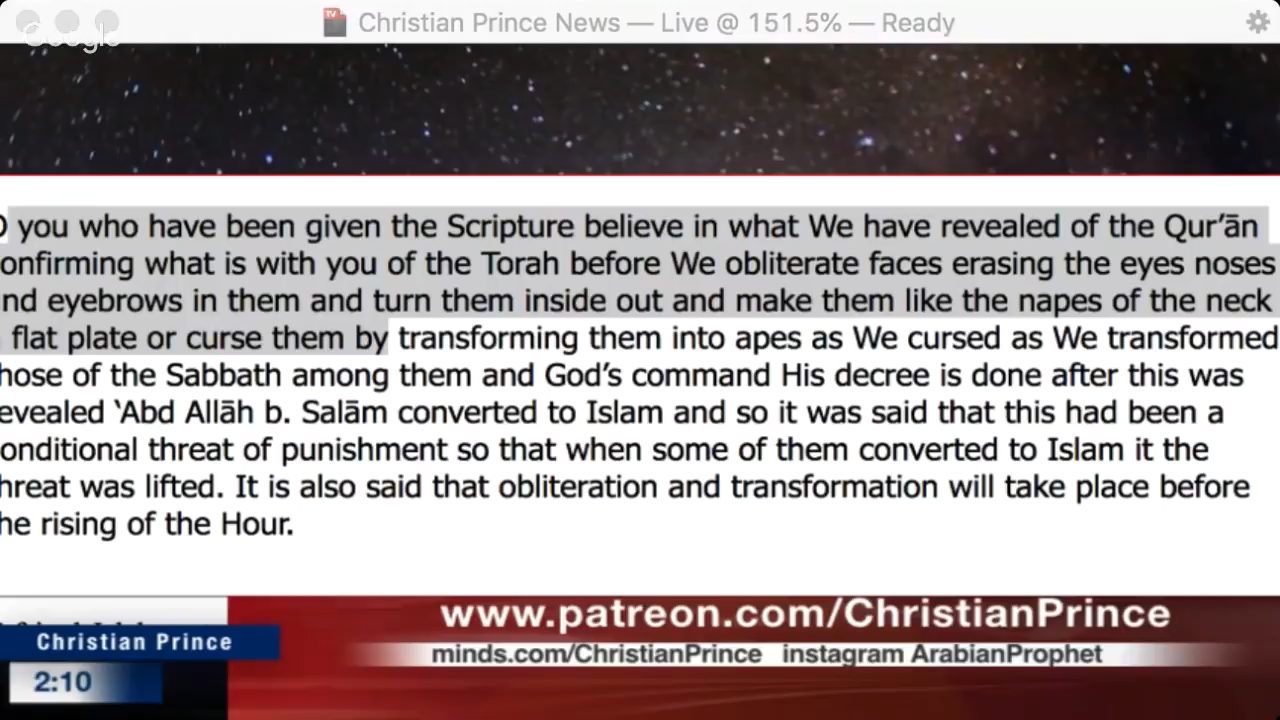 Christian Prince News — Live @ 151.5% — Ready
Google
you who have been given the Scripture believe in what We have revealed of the Qur’ān
onfirming what is with you of the Torah before We obliterate faces erasing the eyes noses
nd eyebrows in them and turn them inside out and make them like the napes of the neck
flat plate or curse them by transforming them into apes as We cursed as We transformed
hose of the Sabbath among them and God’s command His decree is done after this was
evealed ‘Abd Allāh b. Salām converted to Islam and so it was said that this had been a
onditional threat of punishment so that when some of them converted to Islam it the
hreat was lifted. It is also said that obliteration and transformation will take place before
he rising of the Hour.
www.patreon.com/ChristianPrince
Christian Prince
minds.com/ChristianPrince instagram ArabianProphet
2:10